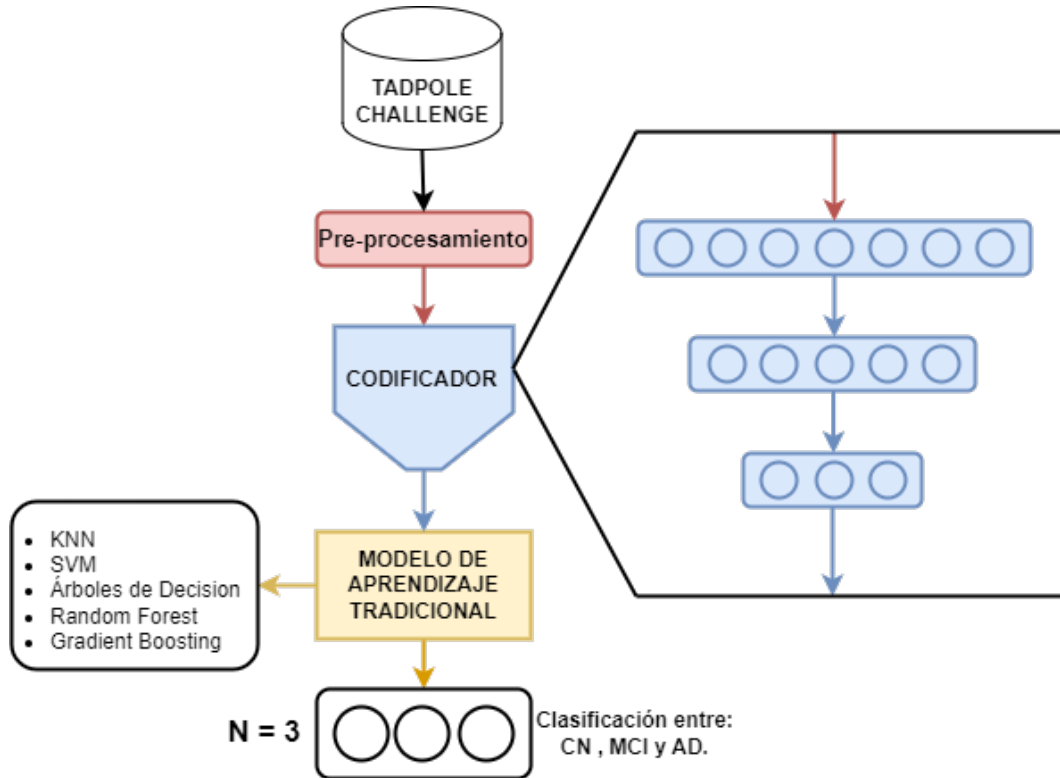 TADPOLE
CHALLENGE
Pre-procesamiento
CODIFICADOR
MODELO DE
APRENDIZAJE
TRADICIONAL
KNN
SVM
Árboles de Decision
Random Forest
Gradient Boosting
N = 3
Clasificación entre:
CN , MCI y AD.